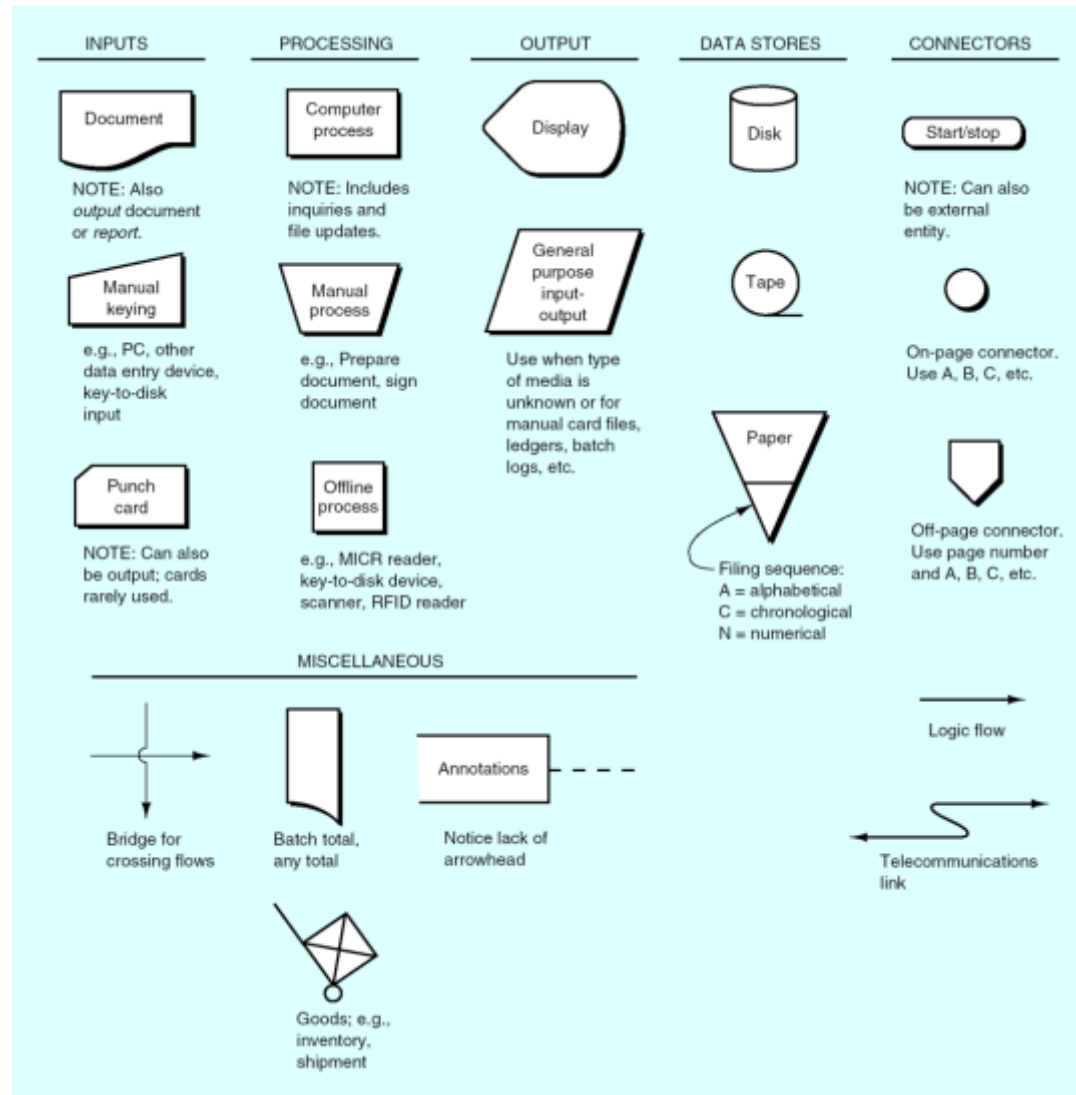 INPUTS
PROCESSING
OUTPUT
DATA STORES
CONNECTORS
Document
NOTE: Also
output document
or report.
Computer
process
NOTE: Includes
inquiries and
file updates.
Display
Disk
Start/stop
NOTE: Can also
be external
entity.
Manual
keying
e.g., PC, other
data entry device,
key-to-disk
input
Manual
process
e.g., Prepare
document, sign
document
General
purpose
input-
output
Use when type
of media is
unknown or for
manual card files,
ledgers, batch
logs, etc.
Tape
On-page connector.
Use A, B, C, etc.
Punch
card
NOTE: Can also
be output; cards
rarely used.
Offline
process
e.g., MICR reader,
key-to-disk device,
scanner, RFID reader
Paper
Filing sequence:
A = alphabetical
C = chronological
N = numerical
Off-page connector.
Use page number
and A, B, C, etc.
MISCELLANEOUS
Bridge for
crossing flows
Batch total,
any total
Annotations
Notice lack of
arrowhead
Logic flow
Telecommunications
link
Goods; e.g.,
inventory,
shipment